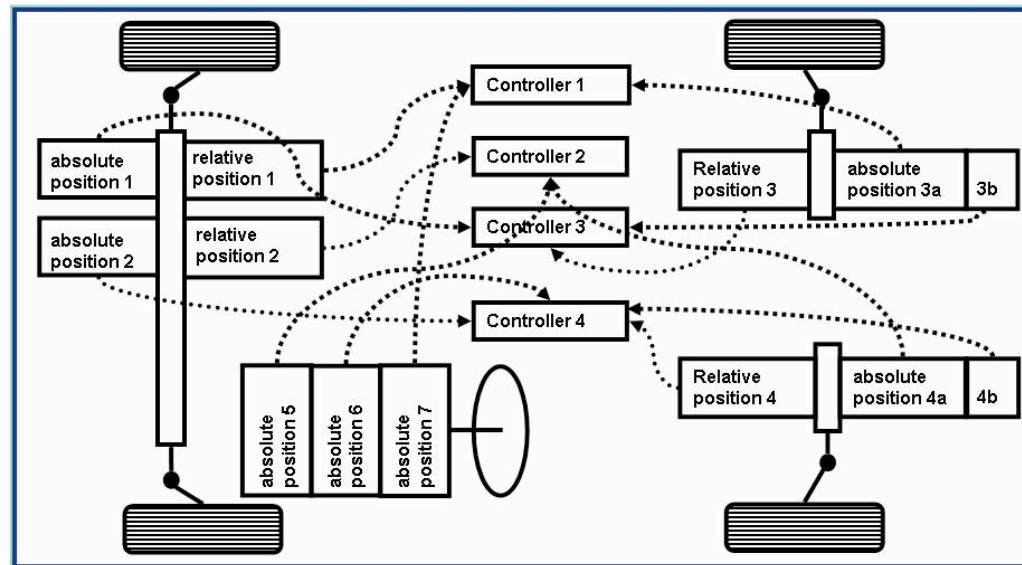 Controller 1
Controller 2
Controller 3
Controller 4
absolute
position 1
relative
position 1
absolute
position 2
relative
position 2
Relative
position 3
absolute
position 3a
3b
Relative
position 4
absolute
position 4a
4b
absolute
position 5
absolute
position 6
absolute
position 7